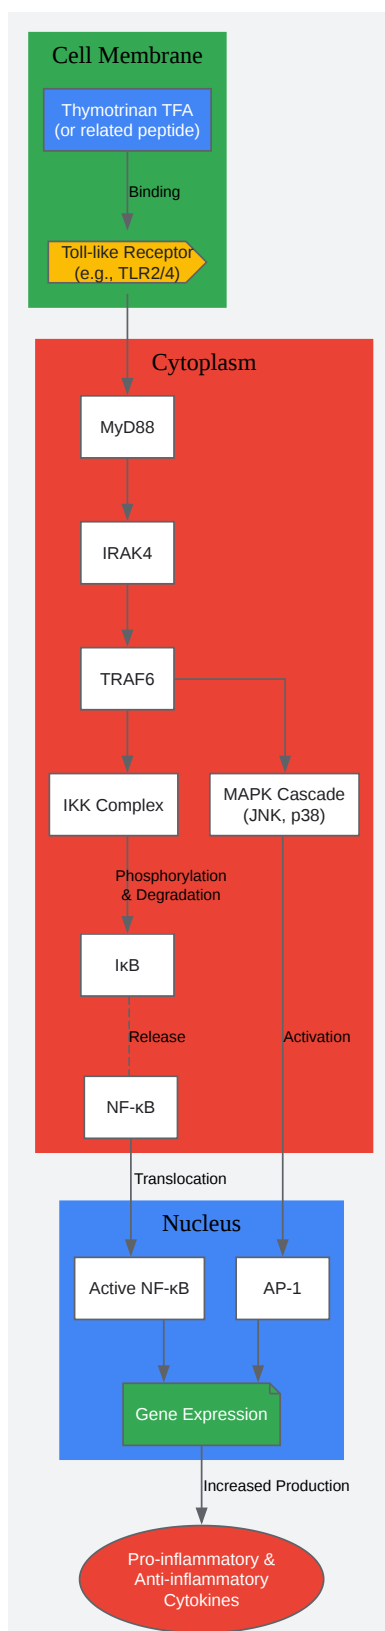 Cell Membrane
Thymotrinan TFA
(or related peptide)
Binding
Toll-like Receptor
(e.g., TLR2/4)
Cytoplasm
MyD88
IRAK4
TRAF6
IKK Complex
MAPK Cascade
(JNK, p38)
Phosphorylation
& Degradation
IκB
Release
Activation
NF-κB
Translocation
Nucleus
Active NF-κB
AP-1
Gene Expression
Increased Production
Pro-inflammatory &
Anti-inflammatory
Cytokines